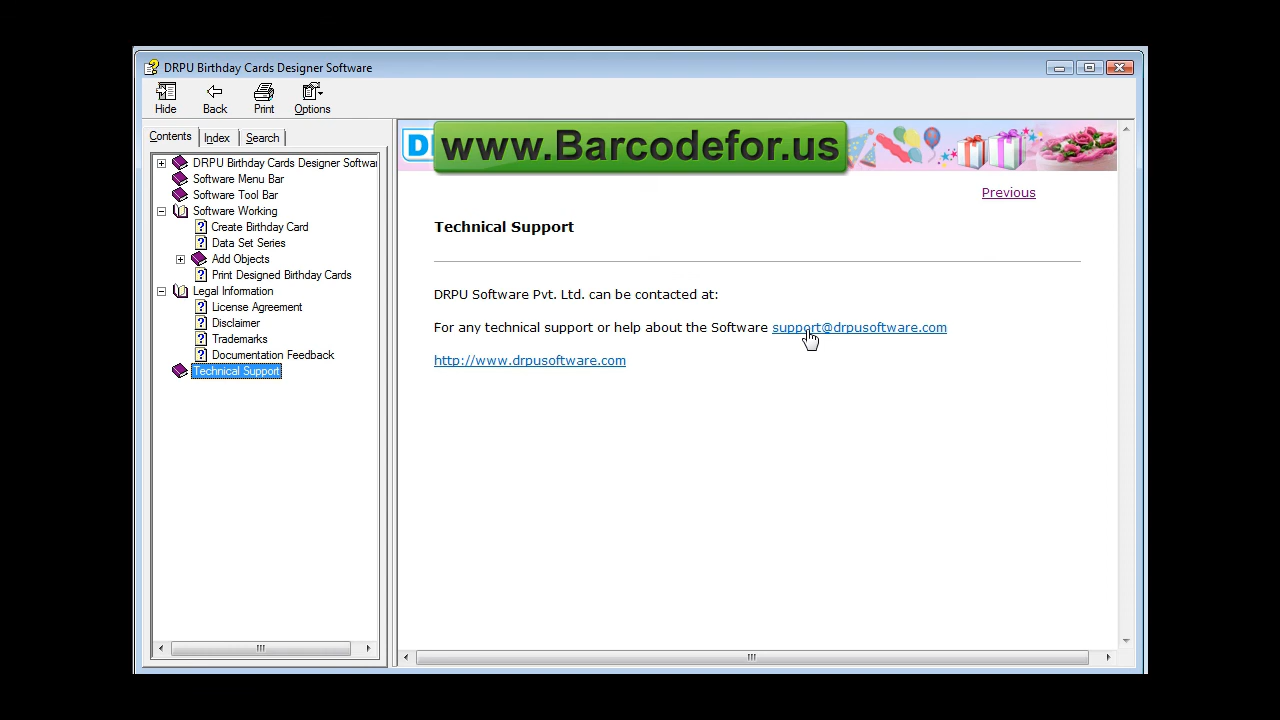 DRPU Birthday Cards Designer Software
Hide Back Print Options
Contents Index Search
DRPU Birthday Cards Designer Softwar
Software Menu Bar
Software Tool Bar
Software Working
Create Birthday Card
Data Set Series
Add Objects
Print Designed Birthday Cards
Legal Information
License Agreement
Disclaimer
Trademarks
Documentation Feedback
Technical Support
D
www.Barcodefor.us
Previous
Technical Support
DRPU Software Pvt. Ltd. can be contacted at:
For any technical support or help about the Software support@drpusoftware.com
http://www.drpusoftware.com